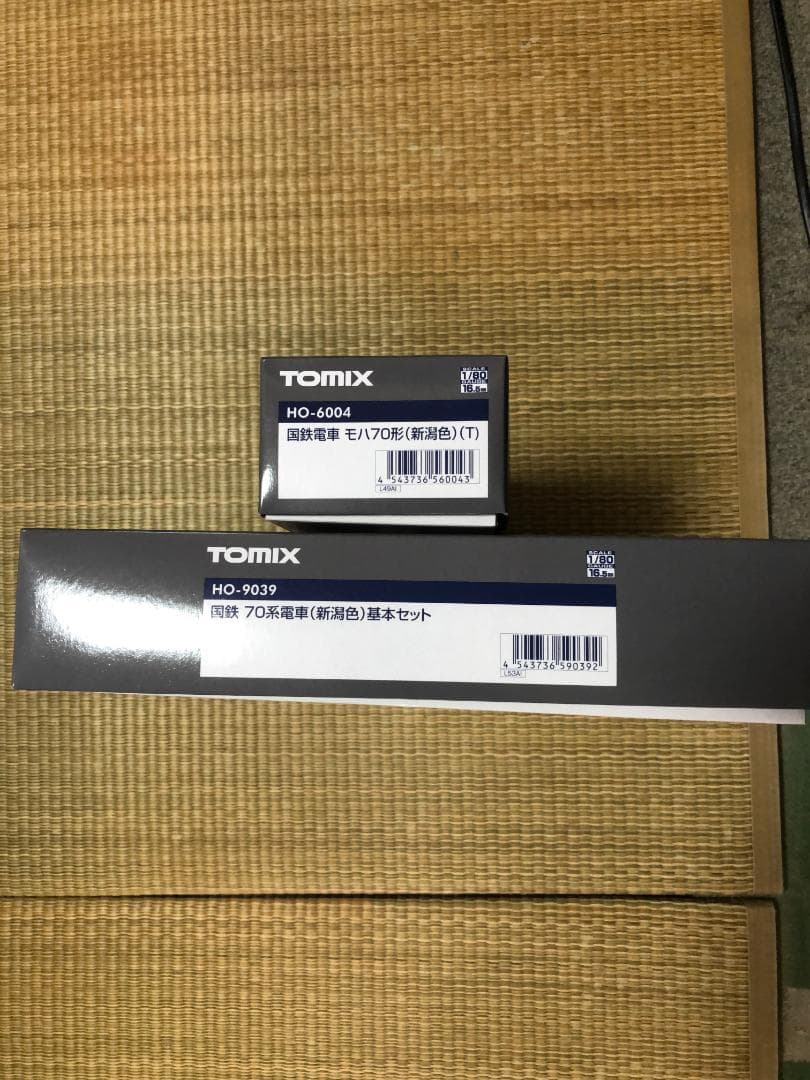 TOMIX
SCALE
1/80
GAUGE
16.5mm
HO-6004
国鉄電車 モハ70形(新潟色)(T)
4 543736 560043
L49AI
TOMIX
SCALE
1/80
GAUGE
16.5mm
HO-9039
国鉄 70系電車(新潟色)基本セット
4 543736 590392
L53AI